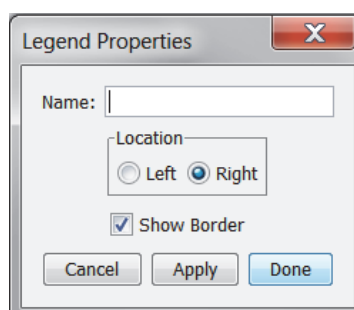 Legend Properties
Name:
Location
Left Right
Show Border
Cancel Apply Done